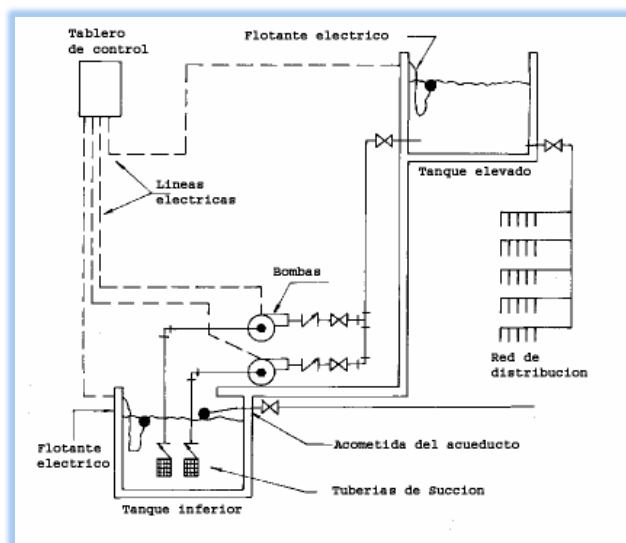 Tablero
de control
Flotante electrico
Tanque elevado
Lineas
electricas
Bombas
Red de
distribucion
Flotante
electrico
Acometida del acueducto
Tuberias de Succion
Tanque inferior